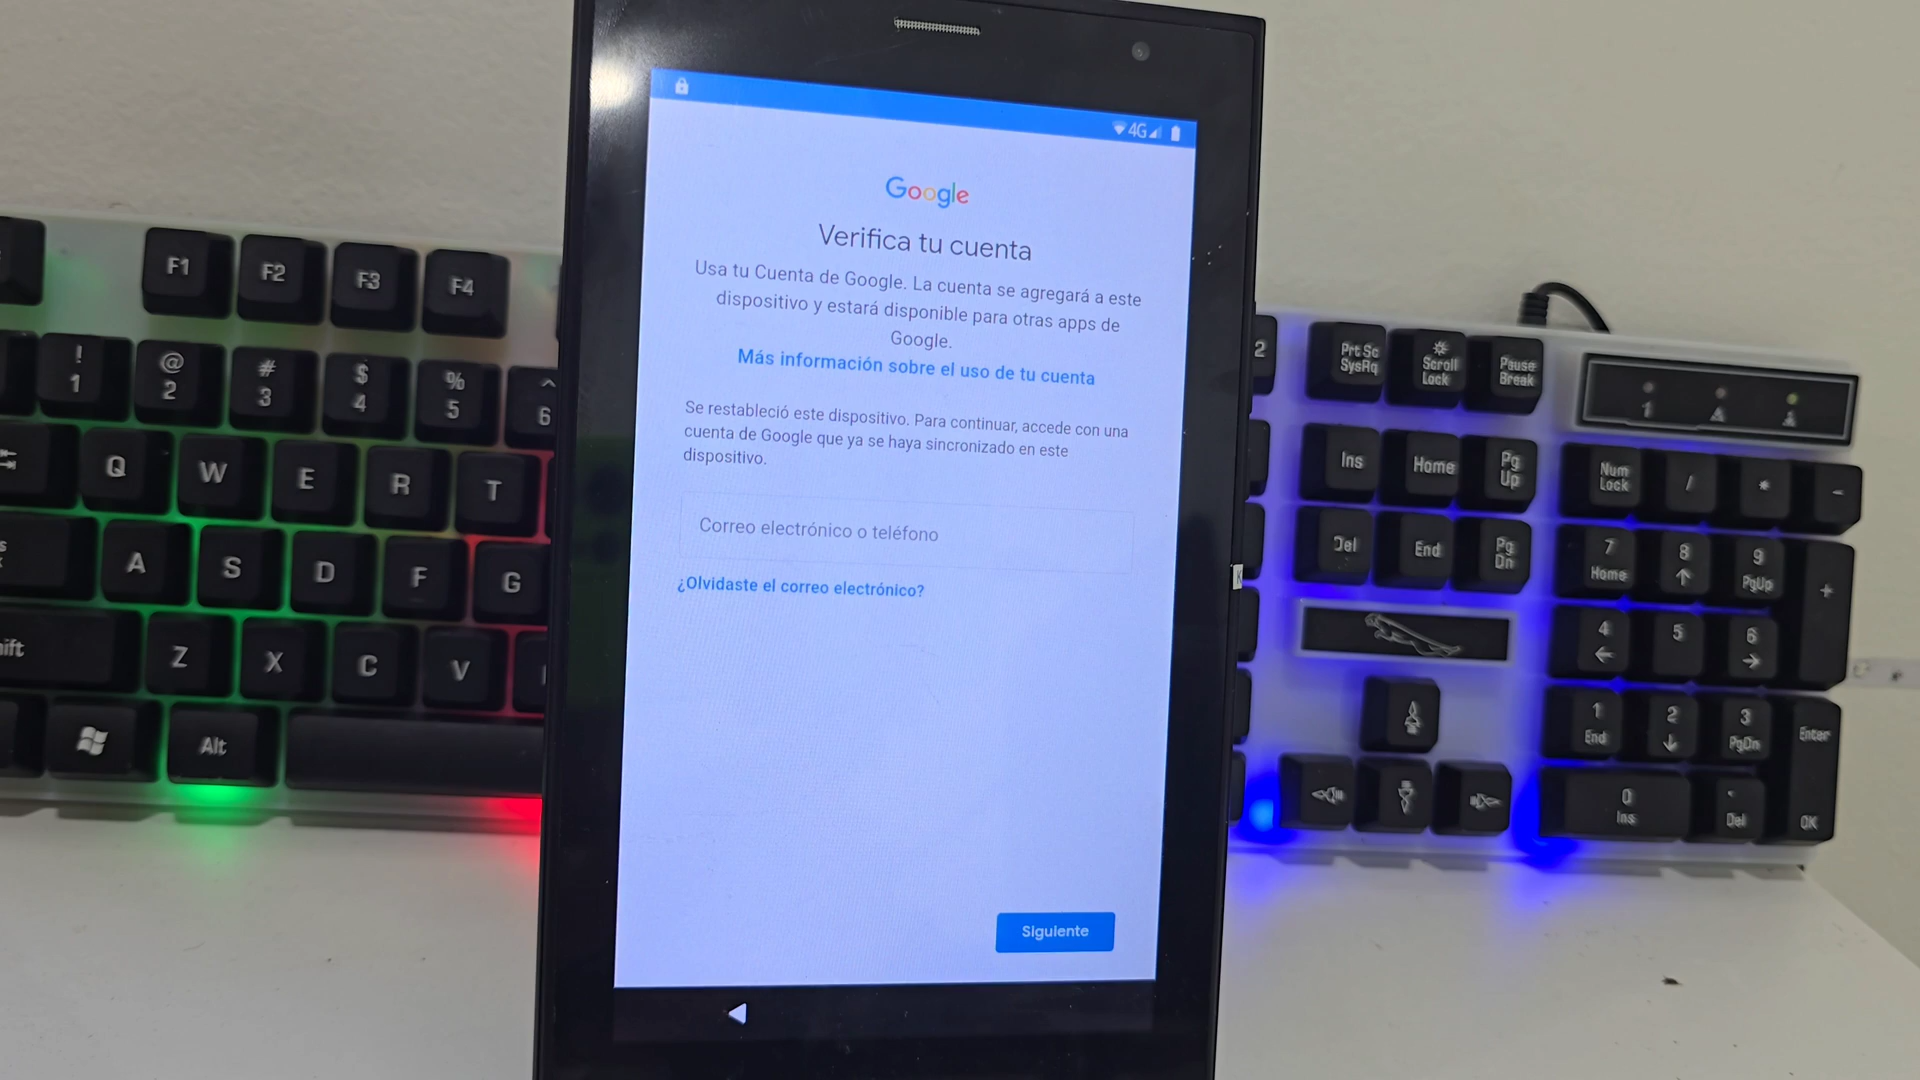 4G
Google
Verifica tu cuenta
Usa tu Cuenta de Google. La cuenta se agregará a este
dispositivo y estará disponible para otras apps de
Google.
Más información sobre el uso de tu cuenta
Se restableció este dispositivo. Para continuar, accede con una
cuenta de Google que ya se haya sincronizado en este
dispositivo.
Correo electrónico o teléfono
¿Olvidaste el correo electrónico?
Siguiente
F1 F2 F3 F4
! @ # $ % ^
1 2 3 4 5 6
Q W E R T
A S D F G
ift Z X C V
Alt
2
Prt Sc
SysRq
Scroll
Lock
Pause
Break
1 A
Ins Home Pg
Up
Num
Lock
/ * -
Del End Pg
Dn
7
Home
8
↑
9
PgUp
+
4
←
5
6
→
1
End
2
↓
3
PgDn
Enter
0
Ins
.
Del
OK
K